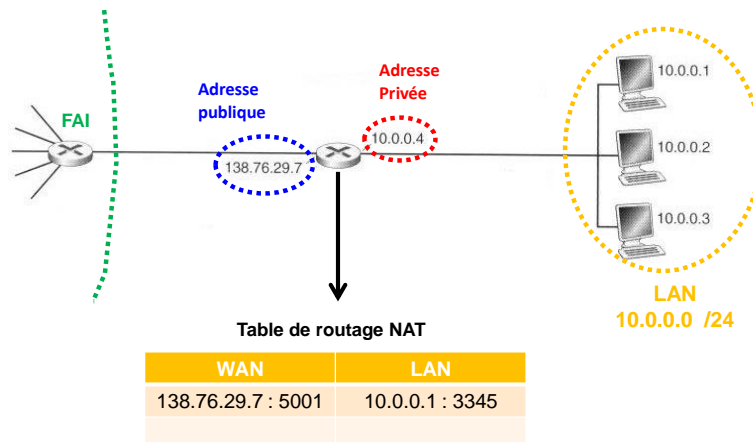 FAI
Adresse
publique
138.76.29.7
Adresse
Privée
10.0.0.4
10.0.0.1
10.0.0.2
10.0.0.3
LAN
10.0.0.0 /24
Table de routage NAT
WAN LAN
138.76.29.7 : 5001 10.0.0.1 : 3345